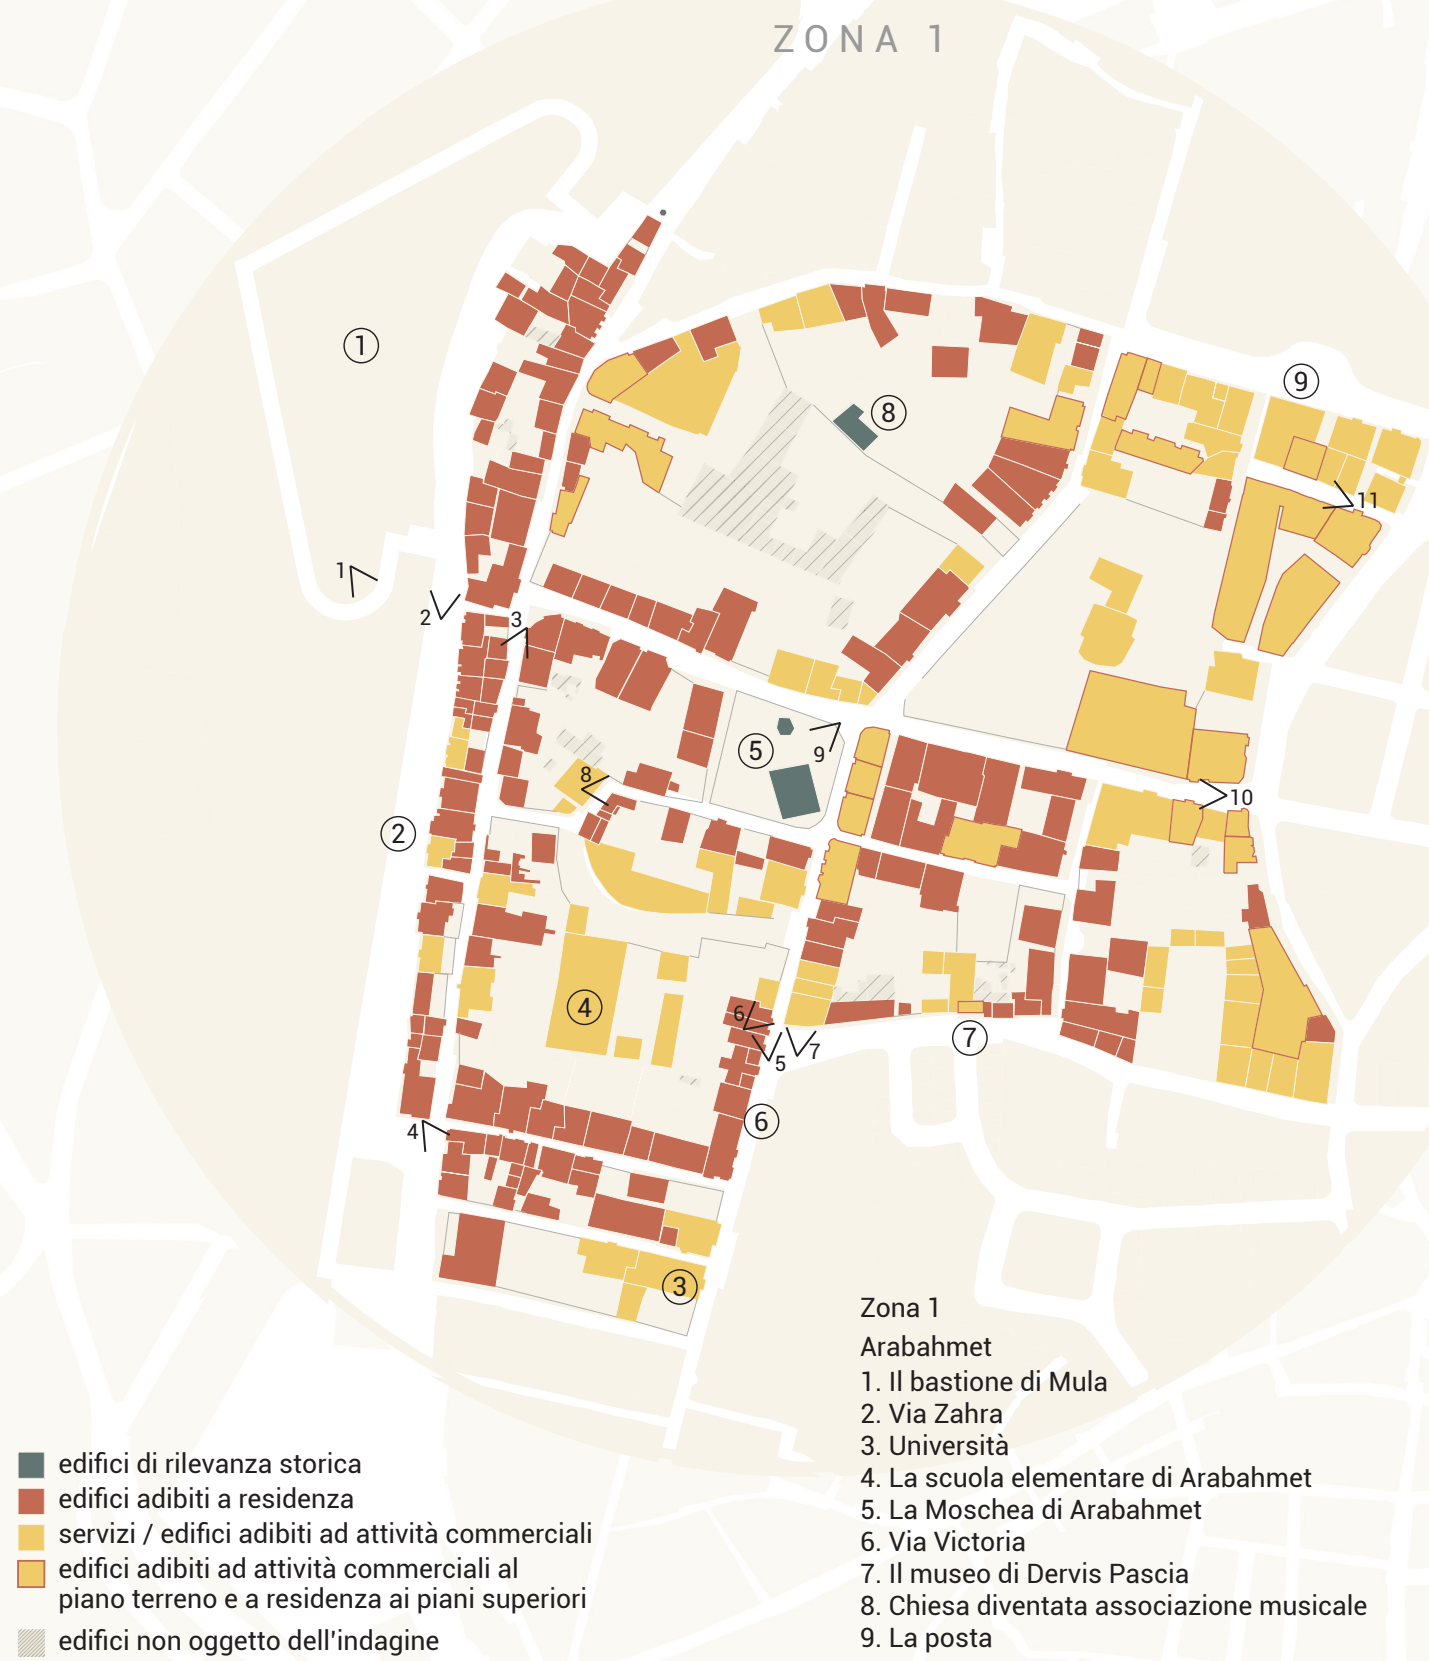 ZONA 1
1
9
8
11
1
2
3
5
9
8
10
2
4
6
7
5
7
6
4
3
Zona 1
Arabahmet
1. Il bastione di Mula
2. Via Zahra
3. Università
4. La scuola elementare di Arabahmet
5. La Moschea di Arabahmet
6. Via Victoria
7. Il museo di Dervis Pascia
8. Chiesa diventata associazione musicale
9. La posta
edifici di rilevanza storica
edifici adibiti a residenza
servizi / edifici adibiti ad attività commerciali
edifici adibiti ad attività commerciali al
piano terreno e a residenza ai piani superiori
edifici non oggetto dell'indagine